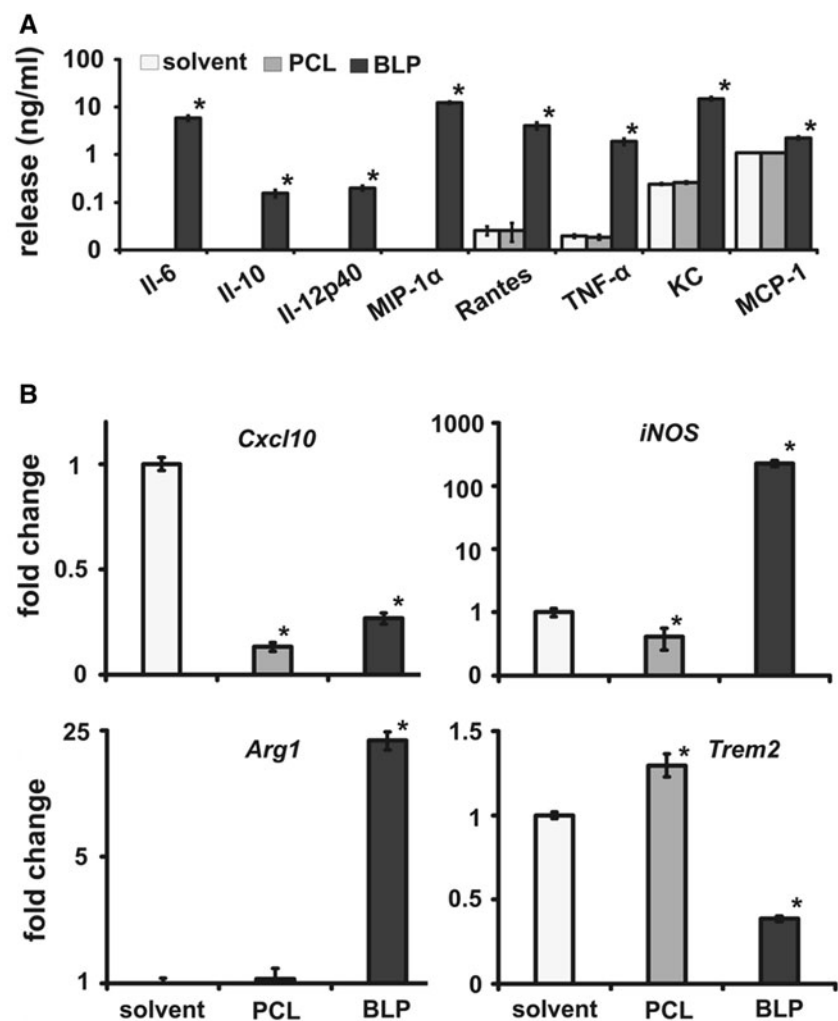 A
release (ng/ml)
100
10
1
0.1
0
solvent PCL BLP
* * * * * * * *
Il-6 Il-10 Il-12p40 MIP-1α Rantes TNF-α KC MCP-1
B
fold change
1
0.5
0
Cxcl10
* *
1000
100
10
1
0
iNOS
* *
fold change
25
5
1
Arg1
*
solvent PCL BLP
1.5
1
0.5
0
Trem2
* *
solvent PCL BLP